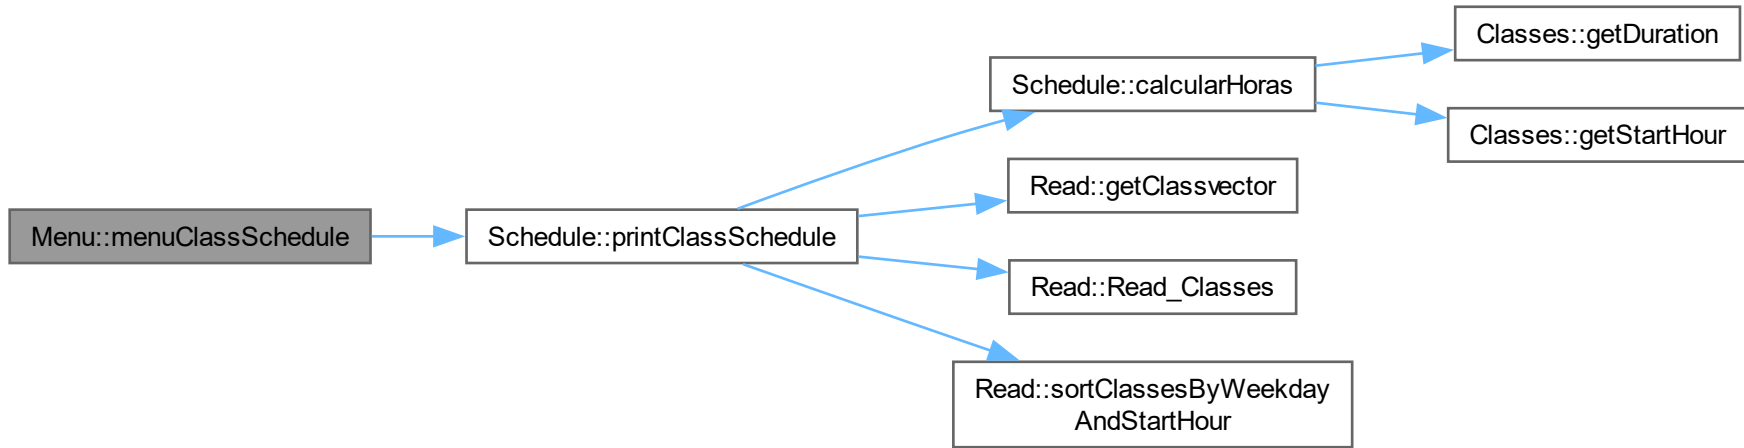 Classes::getDuration
Schedule::calcularHoras
Classes::getStartHour
Read::getClassvector
Menu::menuClassSchedule
Schedule::printClassSchedule
Read::Read_Classes
Read::sortClassesByWeekday
AndStartHour